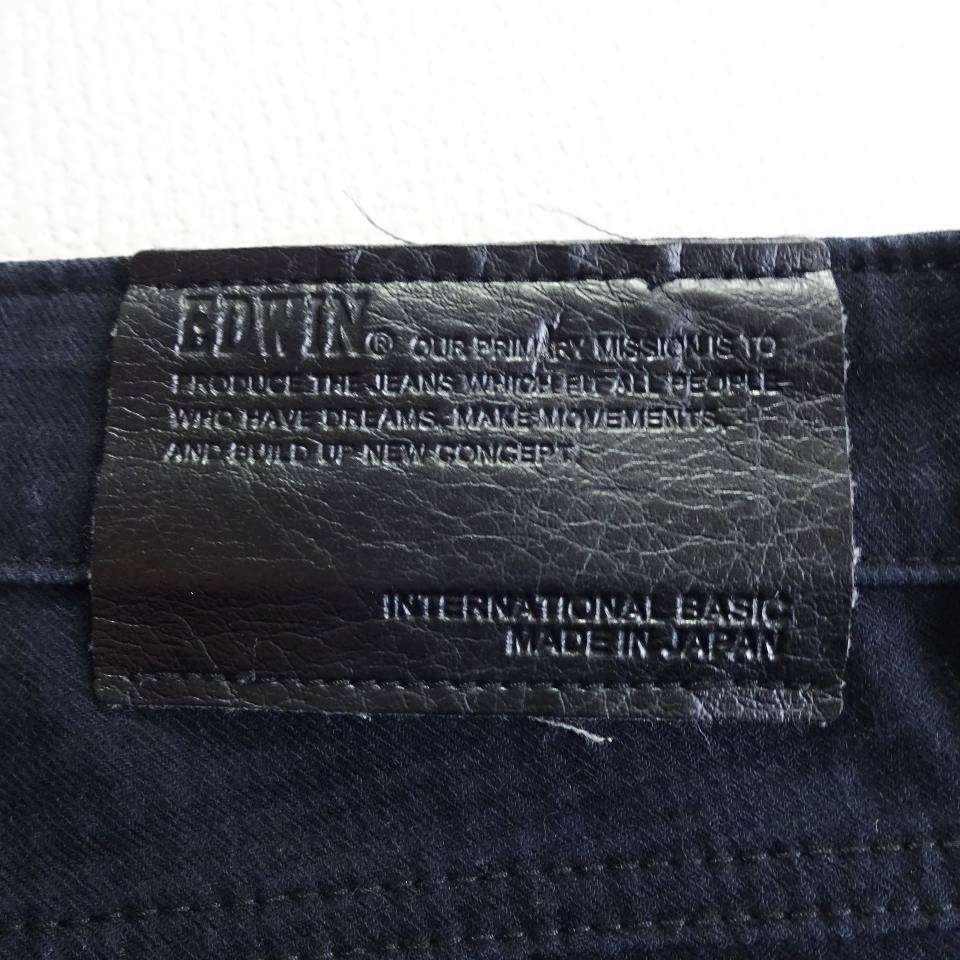 EDWIN® OUR PRIMARY MISSION IS TO
PRODUCE THE JEANS WHICH FIT ALL PEOPLE
WHO HAVE DREAMS, MAKE MOVEMENTS,
AND BUILD UP NEW CONCEPT.
INTERNATIONAL BASIC
MADE IN JAPAN